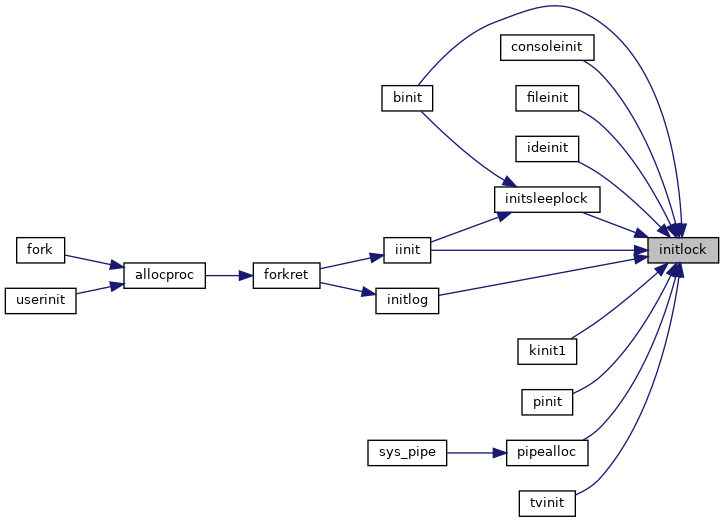 consoleinit
binit
fileinit
ideinit
initsleeplock
fork
iinit
initlock
allocproc
forkret
userinit
initlog
kinit1
pinit
sys_pipe
pipealloc
tvinit